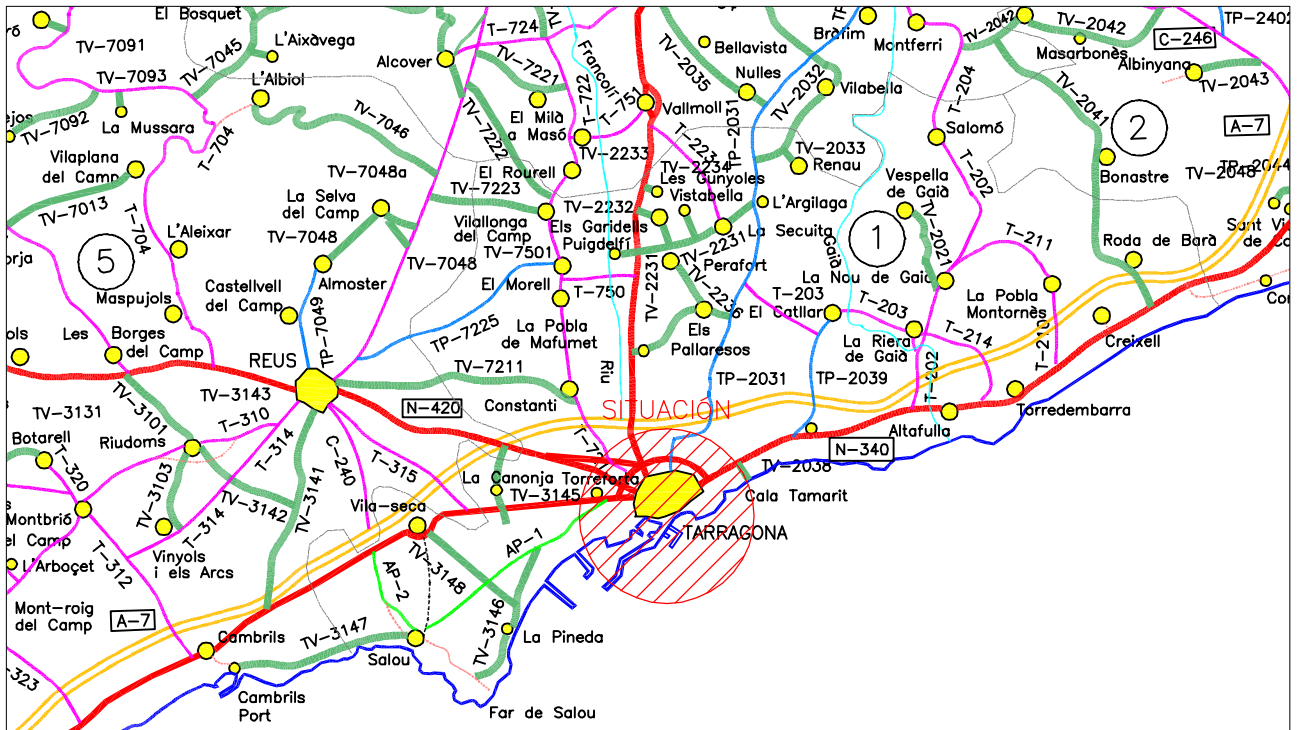 El Bosquet
TV-7091
TV-7045
L'Aixàvega
T-724
TV-7221
Alcover
Francolí
T-722
T-51
TV-2035
Bellavista
Nulles
Bràfim
Montferri
TV-2042
TV-2042
Masarbonès
C-246
TP-2402
Albinyana
TV-2043
TV-7093
L'Albiol
La Mussara
TV-7092
TV-7046
T-704
El Milà
a Masó
Vallmoll
TP-2031
TV-2032
Vilabella
T-204
TV-2041
2
A-7
Salomó
Vilaplana
del Camp
TV-7048a
TV-7222
TV-2233
TV-2234
TV-2033
Renau
T-202
Bonastre
TV-2048
TP-2044
El Rourell
TV-7223
Les Gunyoles
Vistabella
L'Argilaga
Vespella
de Gaià
TV-7013
La Selva
del Camp
TV-7048
T-704
L'Aleixar
5
TV-2232
Vilallonga
del Camp
Els Garidells
Puigdelfí
TV-7501
La Secuita
TV-2231
TV-2231
Perafort
Gaià
1
TV-2021
T-211
Roda de Barà
La Nou de Gaià
TV-7048
Almoster
Maspujols
Castellvell
del Camp
TP-7049
El Morell
T-750
TV-2236
T-203
El Catllar
T-203
La Pobla
Montornès
T-210
Creixell
Les Borges
del Camp
REUS
TP-7225
La Pobla
de Mafumet
Els
Pallaresos
La Riera
de Gaià
T-214
T-202
TV-7211
Riu
TP-2031
TP-2039
TV-3143
TV-3131
TV-3101
T-310
N-420
Constanti
SITUACIÓN
Torredembarra
Altafulla
N-340
TV-2038
Botarell
Riudoms
T-320
TV-3103
T-314
T-314
TV-3142
TV-3141
C-240
T-315
La Canonja
Torreforta
TV-3145
Cala Tamarit
TARRAGONA
Vila-seca
Montbrió
el Camp
L'Arboçet
T-312
Vinyols
i els Arcs
AP-1
AP-2
TV-3148
TV-3146
La Pineda
Mont-roig
del Camp
A-7
Cambrils
TV-3147
Salou
Cambrils
Port
Far de Salou